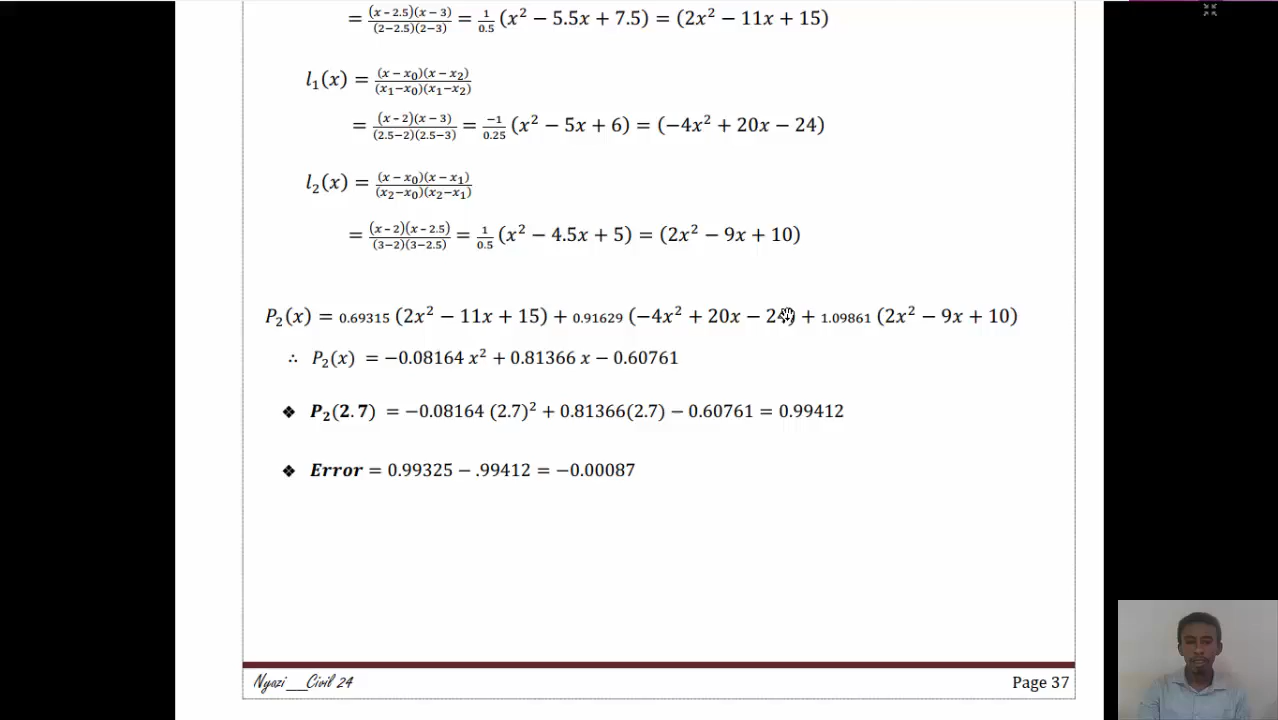 = (x-2.5)(x-3)/(2-2.5)(2-3) = 1/0.5 (x² − 5.5x + 7.5) = (2x² − 11x + 15)
l₁(x) = (x-x₀)(x-x₂)/(x₁-x₀)(x₁-x₂)
= (x-2)(x-3)/(2.5-2)(2.5-3) = −1/0.25 (x² − 5x + 6) = (−4x² + 20x − 24)
l₂(x) = (x-x₀)(x-x₁)/(x₂-x₀)(x₂-x₁)
= (x-2)(x-2.5)/(3-2)(3-2.5) = 1/0.5 (x² − 4.5x + 5) = (2x² − 9x + 10)
P₂(x) = 0.69315 (2x² − 11x + 15) + 0.91629 (−4x² + 20x − 24) + 1.09861 (2x² − 9x + 10)
∴ P₂(x) = −0.08164 x² + 0.81366 x − 0.60761
❖ P₂(2.7) = −0.08164 (2.7)² + 0.81366(2.7) − 0.60761 = 0.99412
❖ Error = 0.99325 − .99412 = −0.00087
Nyazi__Civil 24 Page 37